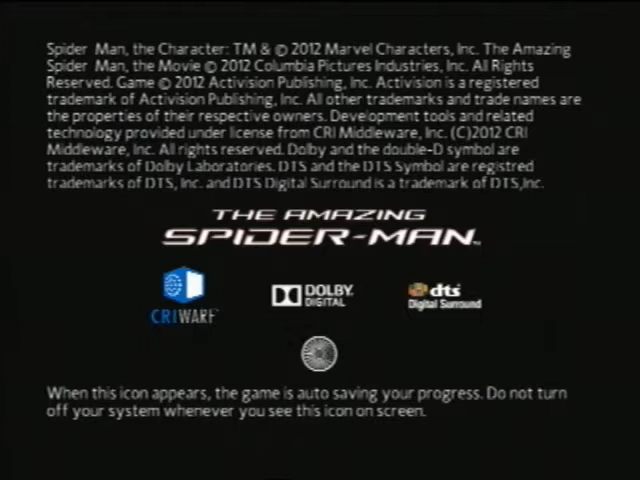 Spider Man, the Character: TM & © 2012 Marvel Characters, Inc. The Amazing
Spider Man, the Movie © 2012 Columbia Pictures Industries, Inc. All Rights
Reserved. Game © 2012 Activision Publishing, Inc. Activision is a registered
trademark of Activision Publishing, Inc. All other trademarks and trade names are
the properties of their respective owners. Development tools and related
technology provided under license from CRI Middleware, Inc. (C)2012 CRI
Middleware, Inc. All rights reserved. Dolby and the double-D symbol are
trademarks of Dolby Laboratories. DTS and the DTS Symbol are registred
trademarks of DTS, Inc. and DTS Digital Surround is a trademark of DTS,Inc.
THE AMAZING
SPIDER-MAN™
CRIWARE
DOLBY
DIGITAL
dts
Digital Surround
When this icon appears, the game is auto saving your progress. Do not turn
off your system whenever you see this icon on screen.